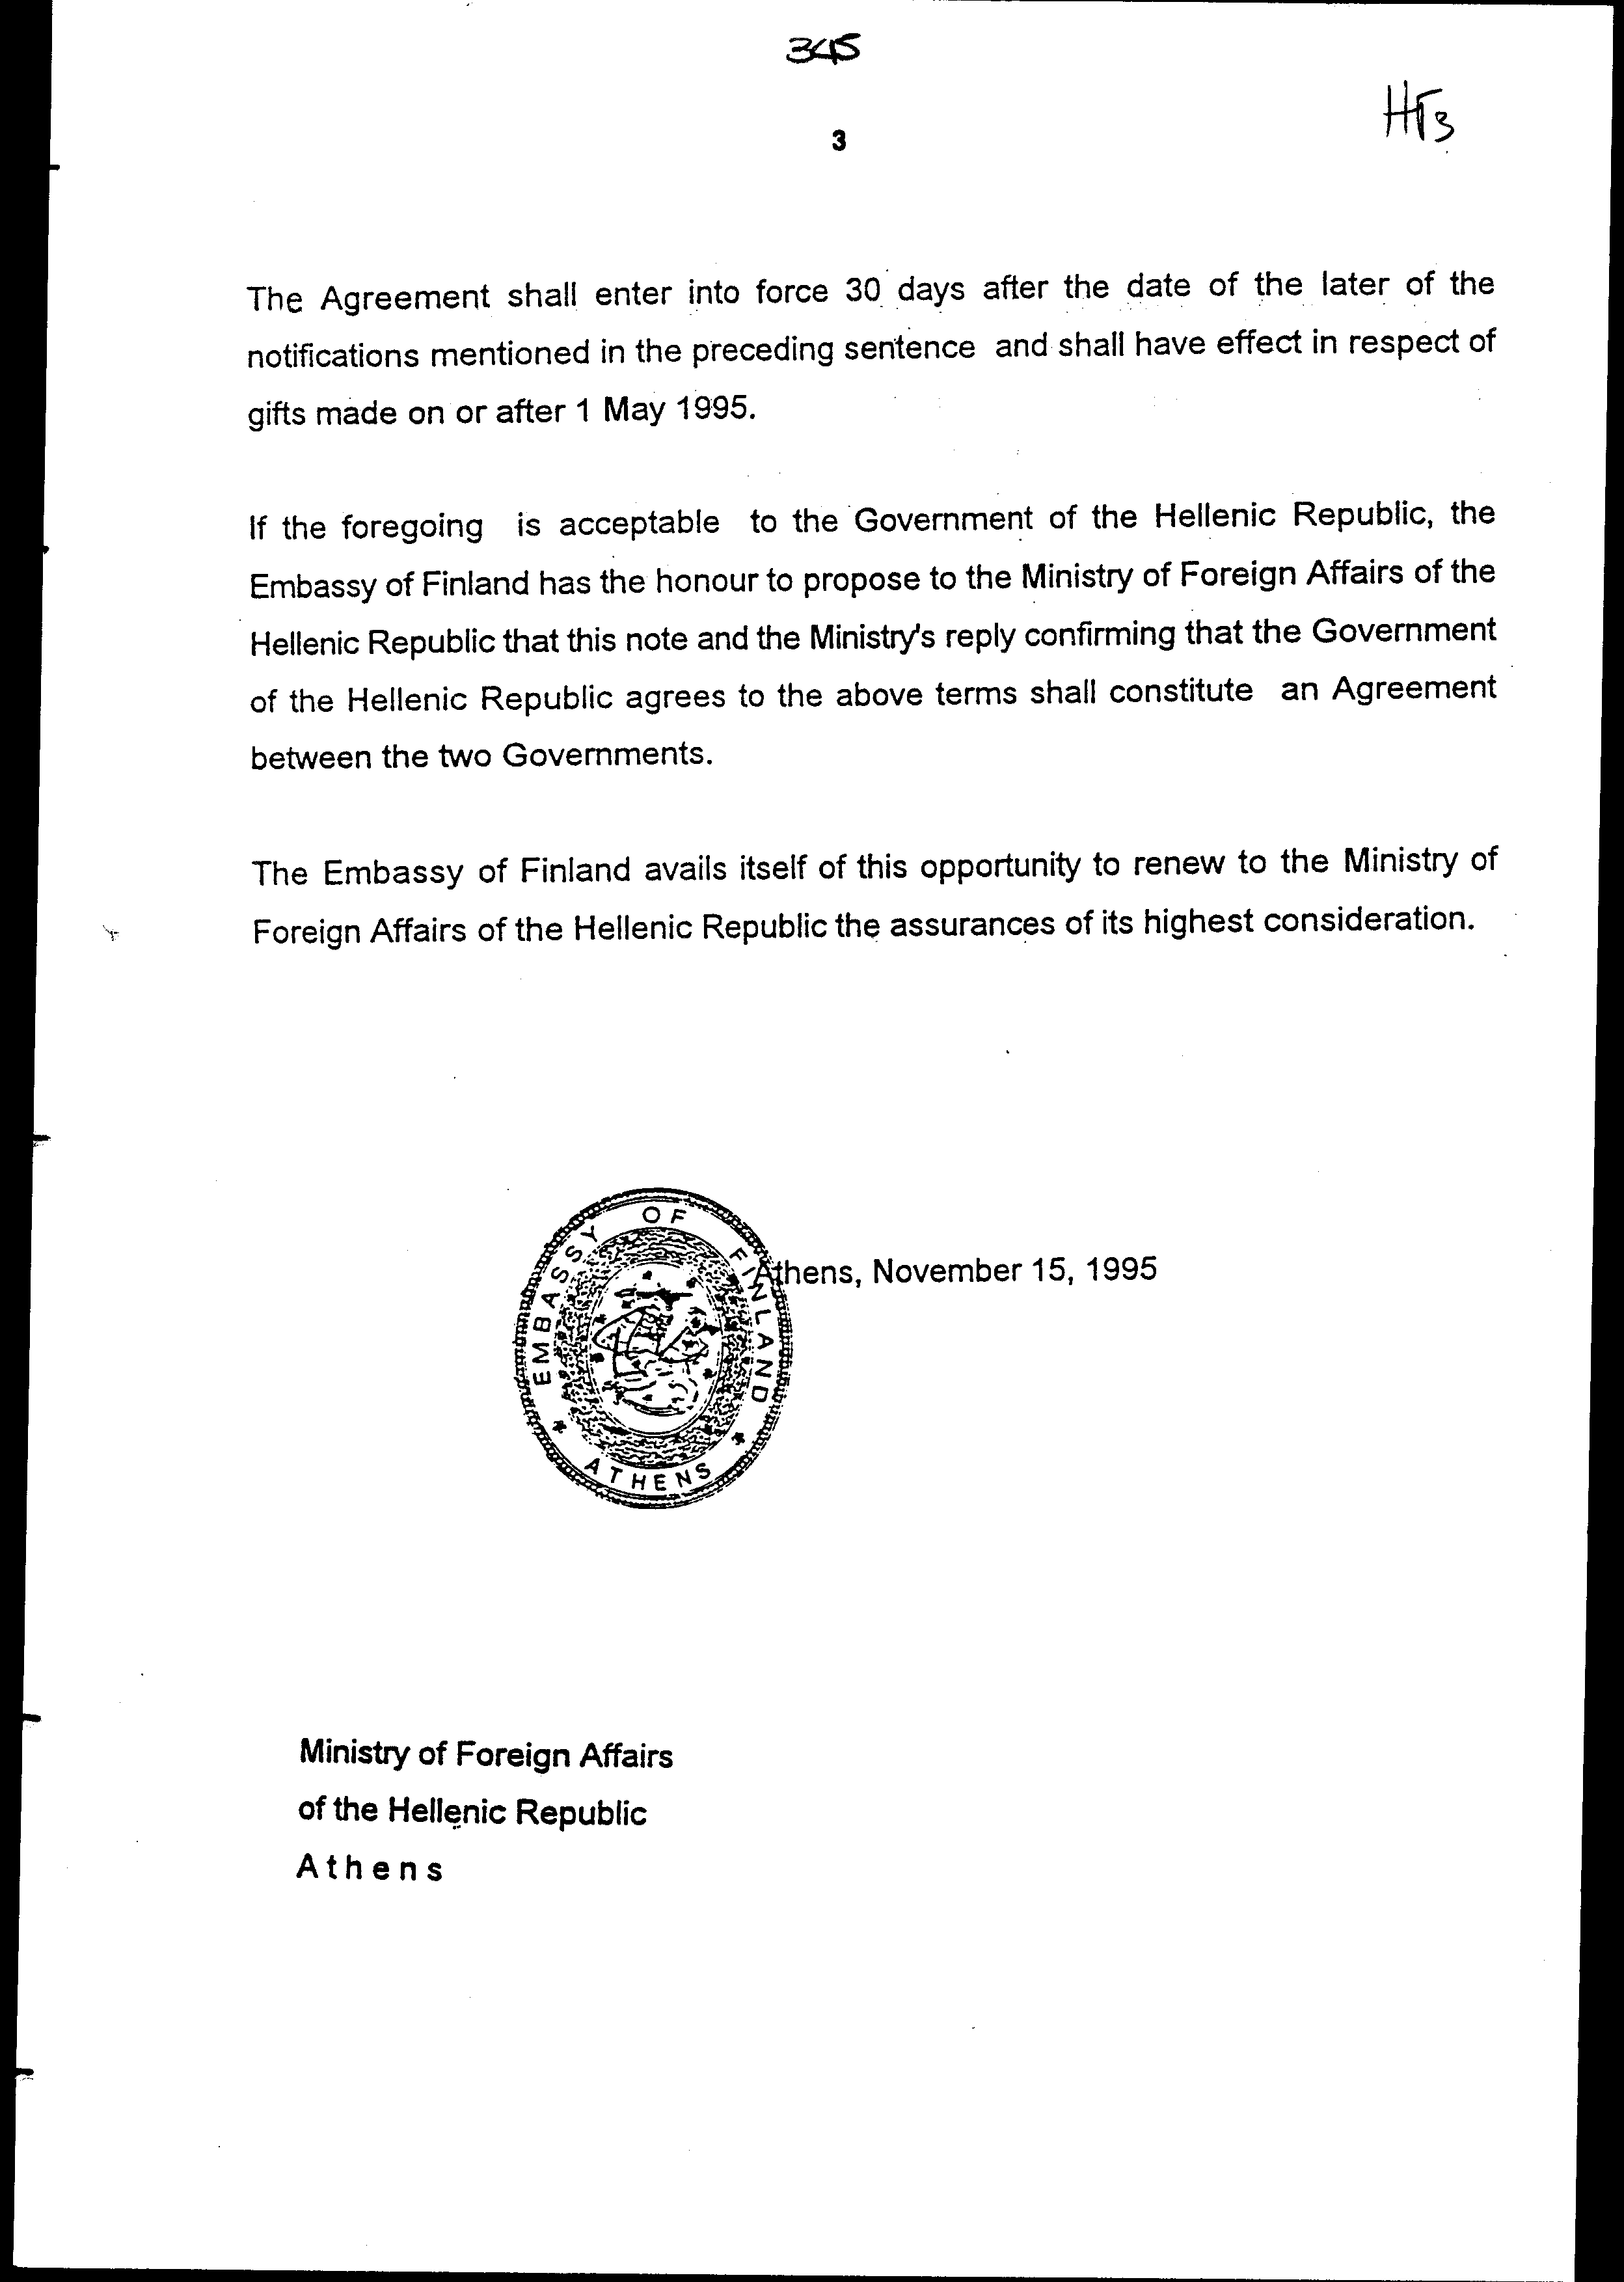 345
3
The Agreement shall enter into force 30 days after the date of the later of the
notifications mentioned in the preceding sentence and shall have effect in respect of
gifts made on or after 1 May 1995.
If the foregoing is acceptable to the Government of the Hellenic Republic, the
Embassy of Finland has the honour to propose to the Ministry of Foreign Affairs of the
Hellenic Republic that this note and the Ministry's reply confirming that the Government
of the Hellenic Republic agrees to the above terms shall constitute an Agreement
between the two Governments.
The Embassy of Finland avails itself of this opportunity to renew to the Ministry of
Foreign Affairs of the Hellenic Republic the assurances of its highest consideration.
EMBASSY OF FINLAND
ATHENS
Athens, November 15, 1995
Ministry of Foreign Affairs
of the Hellenic Republic
Athens